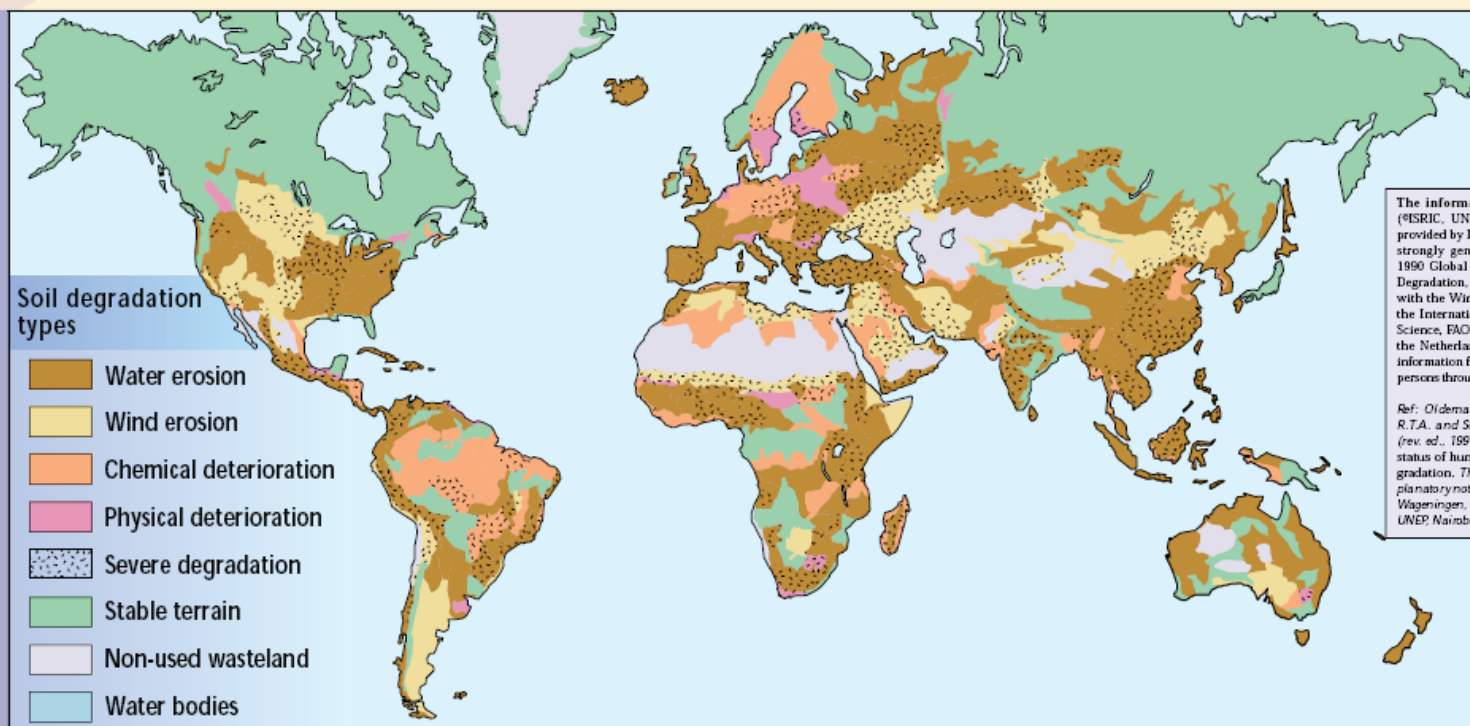 Soil degradation
types
Water erosion
Wind erosion
Chemical deterioration
Physical deterioration
Severe degradation
Stable terrain
Non-used wasteland
Water bodies
The informa
(©ISRIC, UN
provided by I
strongly gen
1990 Global
Degradation,
with the Win
the Internati
Science, FAO
the Netherla
information f
persons throu
Ref: Oldema
R.T.A. and S
(rev. ed., 199
status of hum
gradation. Th
planatory not
Wageningen,
UNEP, Nairob